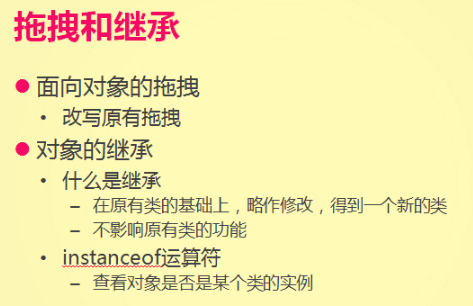 拖拽和继承
面向对象的拖拽
改写原有拖拽
对象的继承
什么是继承
在原有类的基础上，略作修改，得到一个新的类
不影响原有类的功能
instanceof运算符
查看对象是否是某个类的实例